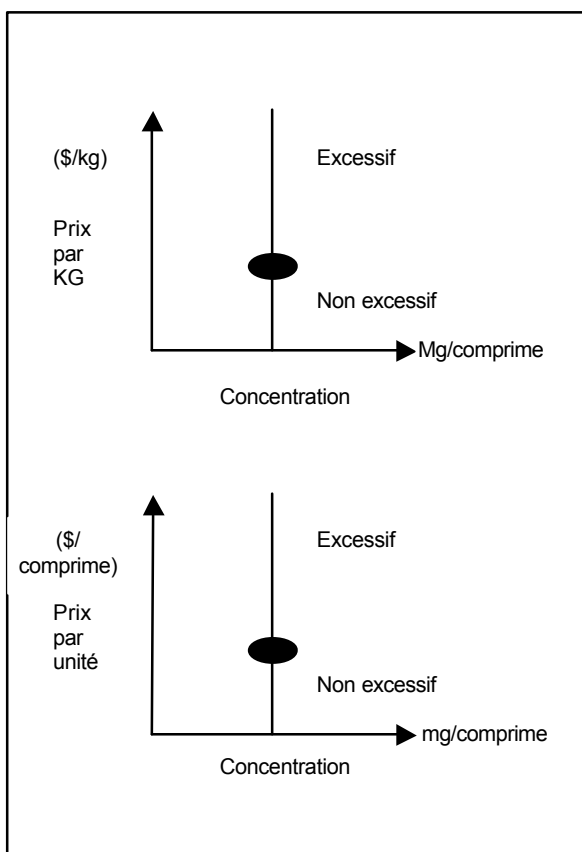 ($/kg)
Excessif
Prix
par
KG
Non excessif
Mg/comprime
Concentration
($/
comprime)
Excessif
Prix
par
unité
Non excessif
mg/comprime
Concentration